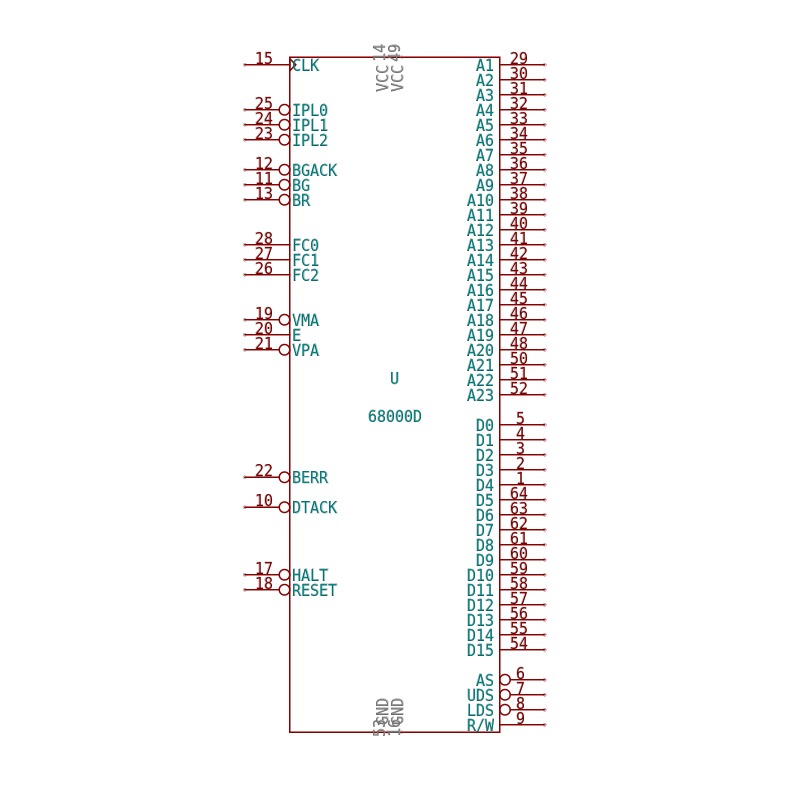 VCC 14
VCC 49
15 CLK
25 IPL0
24 IPL1
23 IPL2
12 BGACK
11 BG
13 BR
28 FC0
27 FC1
26 FC2
19 VMA
20 E
21 VPA
22 BERR
10 DTACK
17 HALT
18 RESET
U
68000D
A1 29
A2 30
A3 31
A4 32
A5 33
A6 34
A7 35
A8 36
A9 37
A10 38
A11 39
A12 40
A13 41
A14 42
A15 43
A16 44
A17 45
A18 46
A19 47
A20 48
A21 50
A22 51
A23 52
D0 5
D1 4
D2 3
D3 2
D4 1
D5 64
D6 63
D7 62
D8 61
D9 60
D10 59
D11 58
D12 57
D13 56
D14 55
D15 54
AS 6
UDS 7
LDS 8
R/W 9
53 GND
16 GND